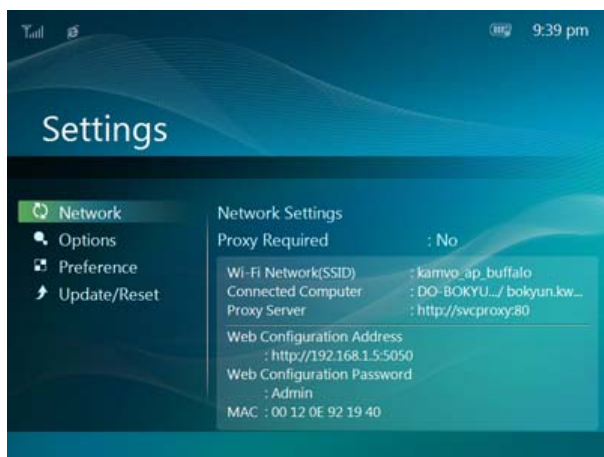 9:39 pm
Settings
Network
Options
Preference
Update/Reset
Network Settings
Proxy Required : No
Wi-Fi Network(SSID) : kamvo_ap_buffalo
Connected Computer : DO-BOKYU.../ bokyun.kw...
Proxy Server : http://svcproxy:80
Web Configuration Address
: http://192.168.1.5:5050
Web Configuration Password
: Admin
MAC : 00 12 0E 92 19 40